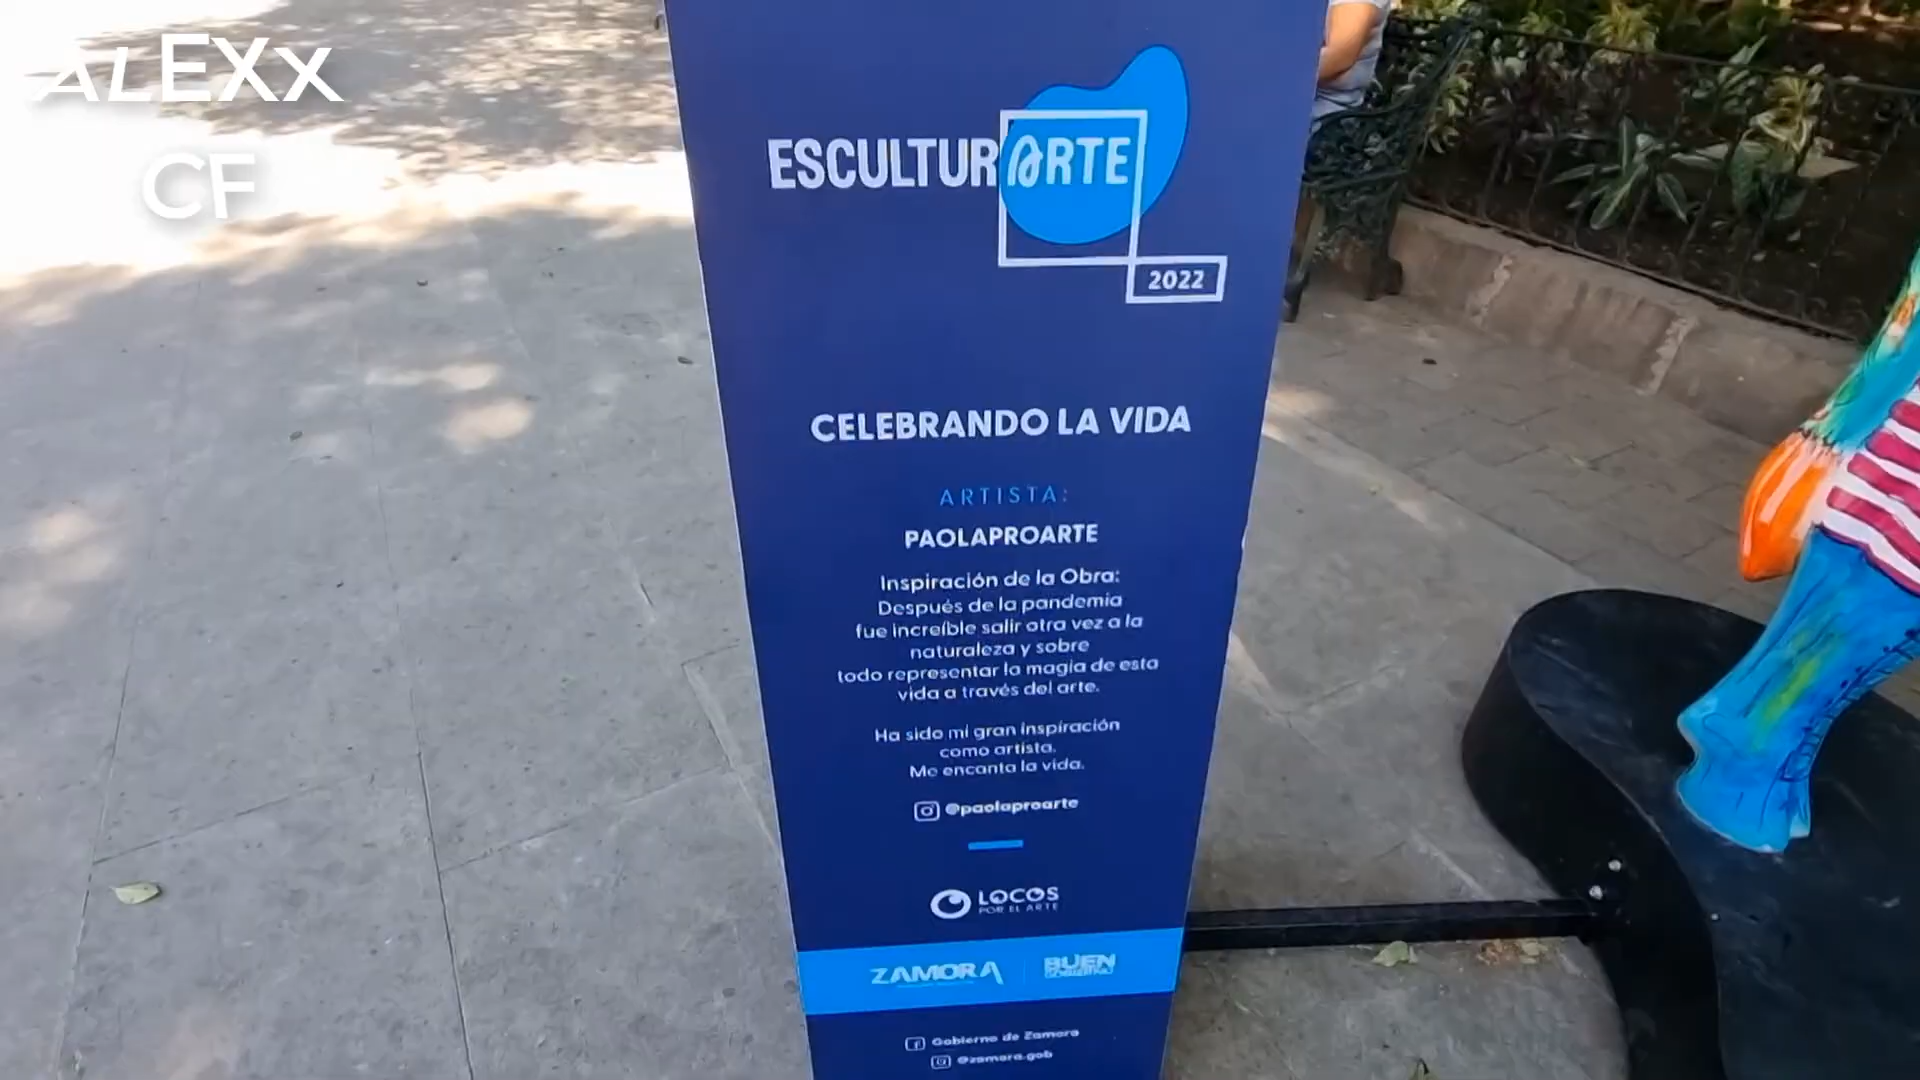 ALEXx
CF
ESCULTURARTE
2022
CELEBRANDO LA VIDA
ARTISTA:
PAOLAPROARTE
Inspiración de la Obra:
Después de la pandemia
fue increíble salir otra vez a la
naturaleza y sobre
todo representar la magia de esta
vida a través del arte.
Ha sido mi gran inspiración
como artista.
Me encanta la vida.
@paolaproarte
LOCOS
POR EL ARTE
ZAMORA
BUEN
GOBIERNO
Gobierno de Zamora
@zamora.gob